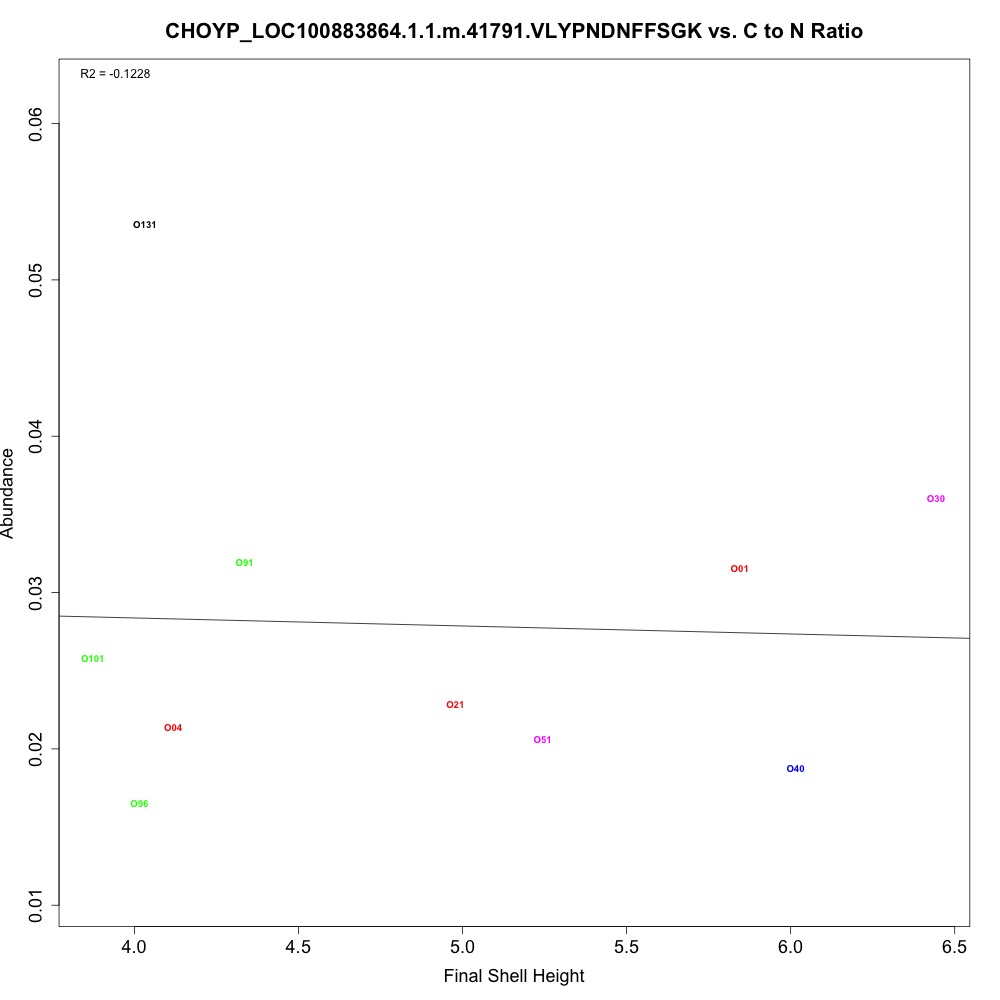 CHOYP_LOC100883864.1.1.m.41791.VLYPNDNFFSGK vs. C to N Ratio
R2 = -0.1228
0.06
O131
0.05
0.04
Abundance
O30
O91
O01
0.03
O101
O21
O04
O51
0.02
O40
O96
0.01
4.0 4.5 5.0 5.5 6.0 6.5
Final Shell Height